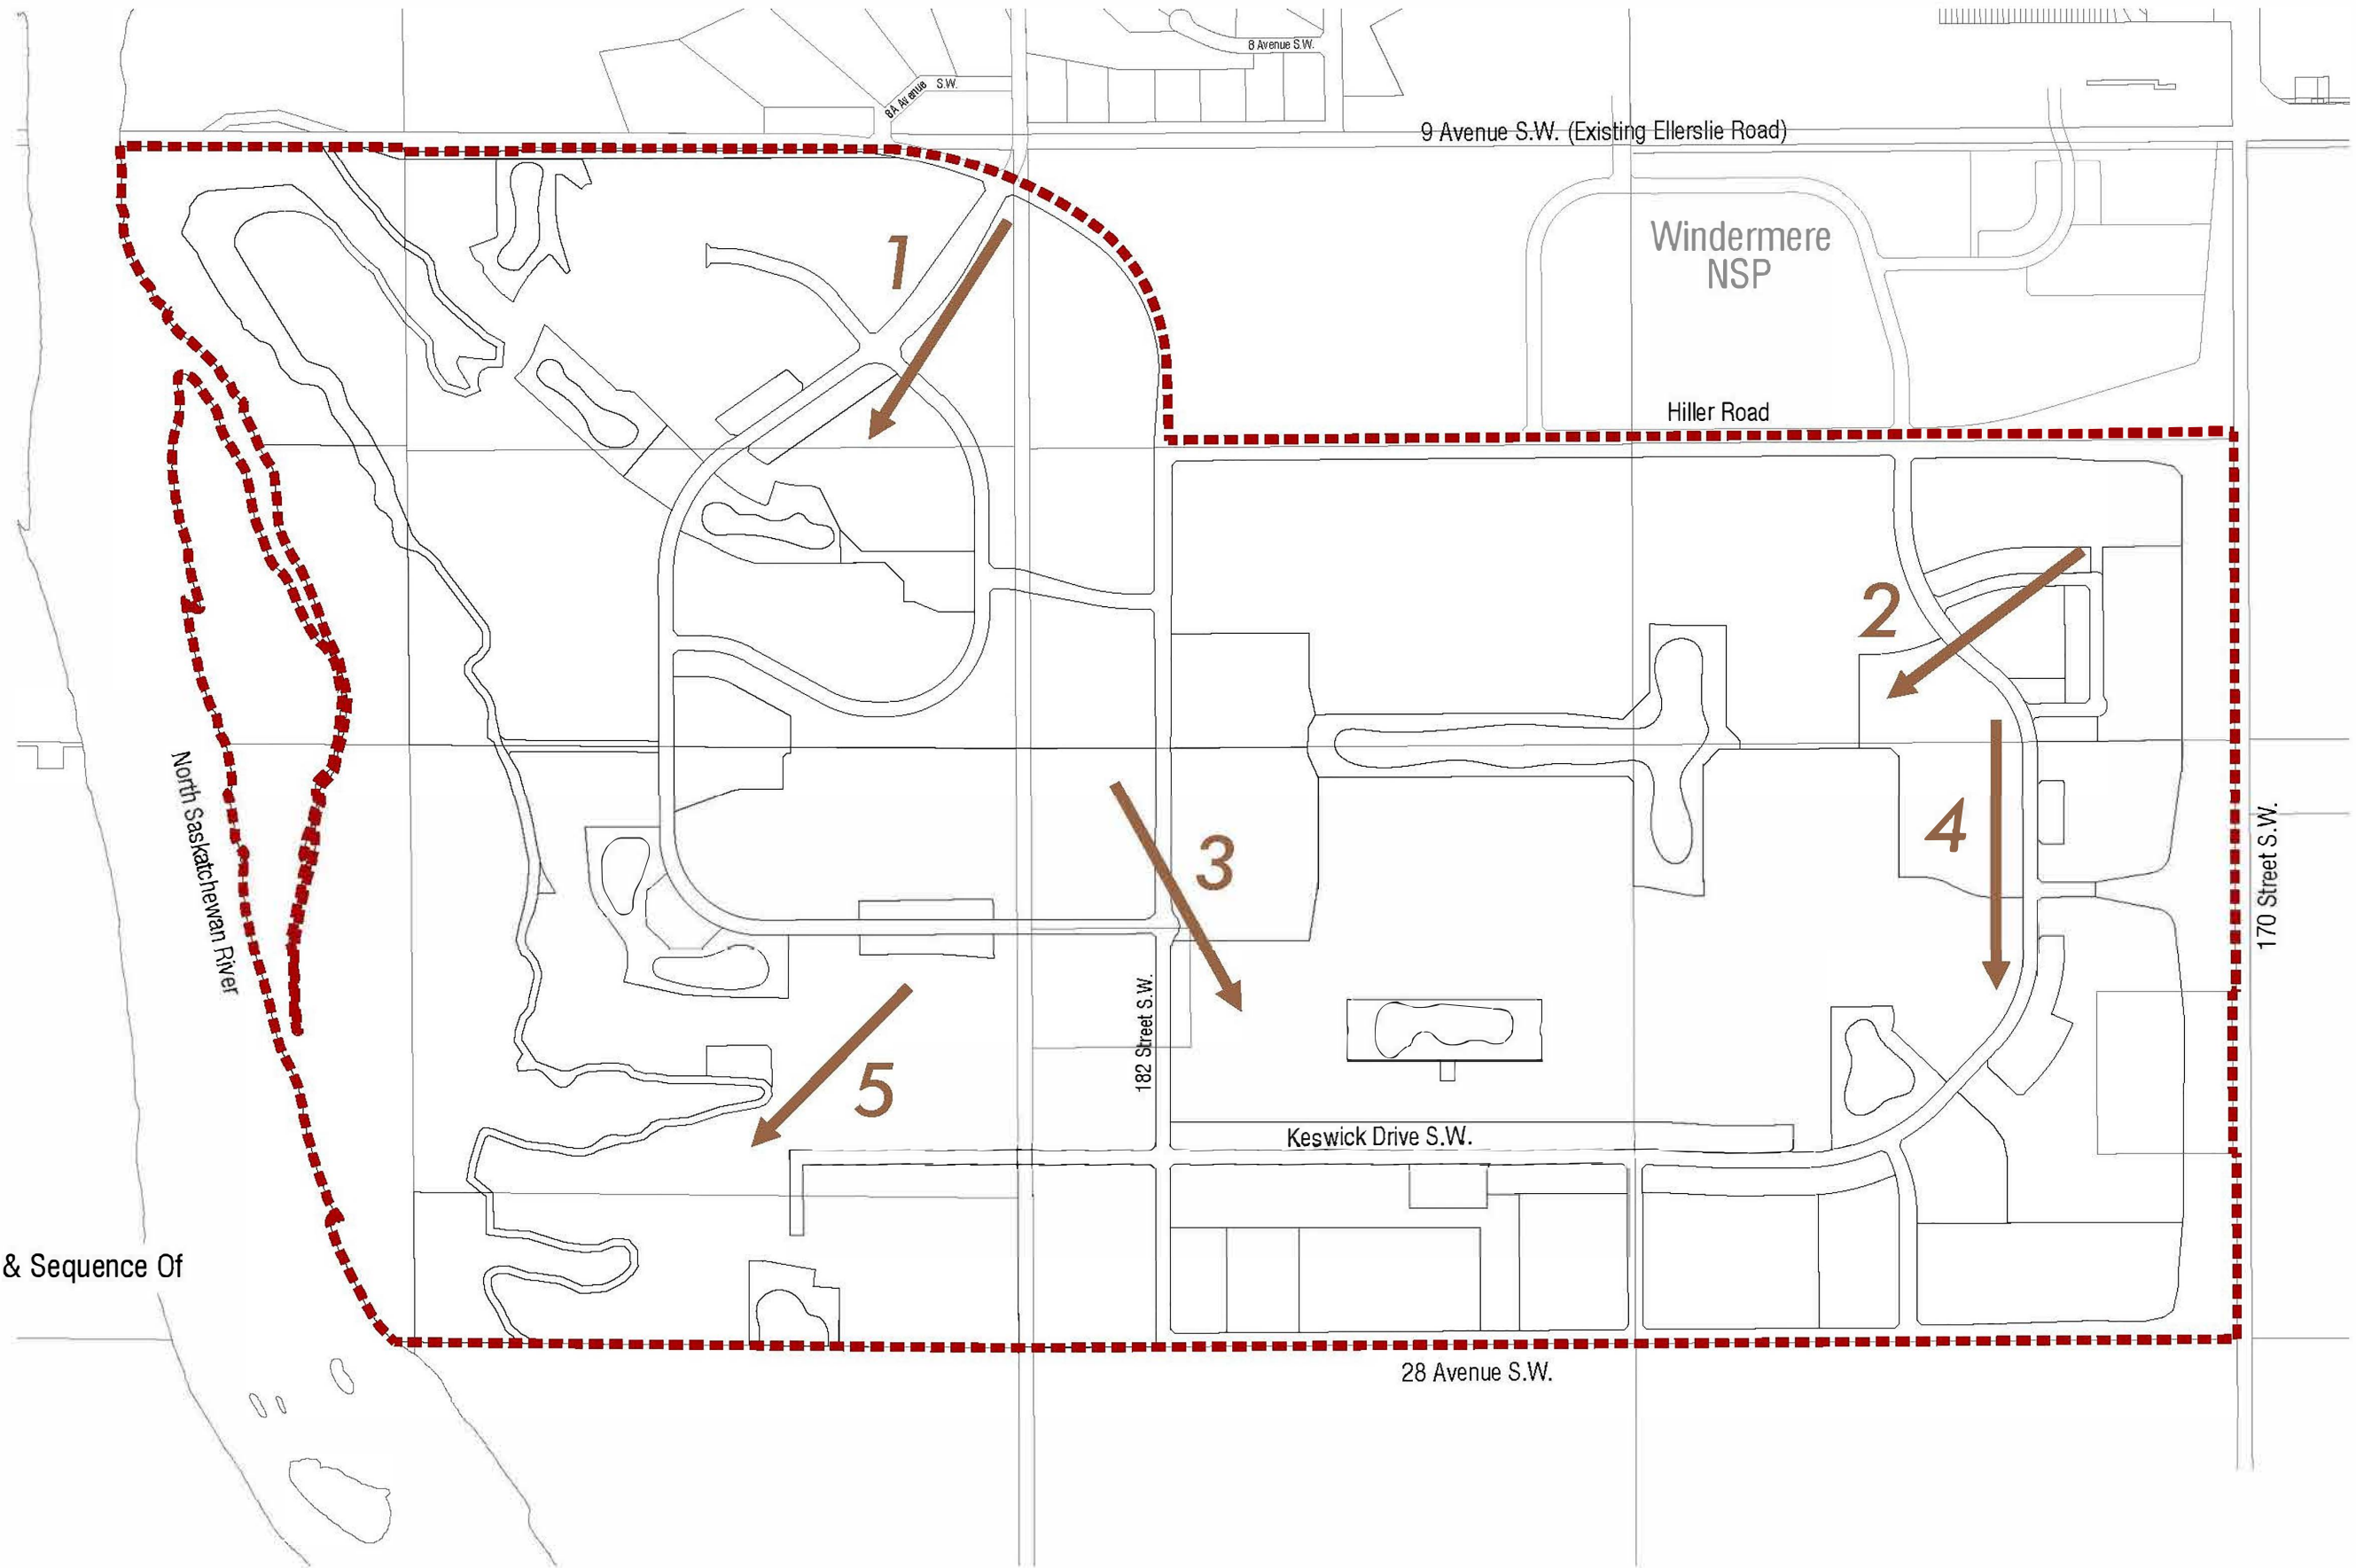 8 Avenue S.W.
8A Avenue S.W.
9 Avenue S.W. (Existing Ellerslie Road)
1
Windermere
NSP
Hiller Road
2
North Saskatchewan River
3
4
170 Street S.W.
182 Street S.W.
5
Keswick Drive S.W.
& Sequence Of
28 Avenue S.W.